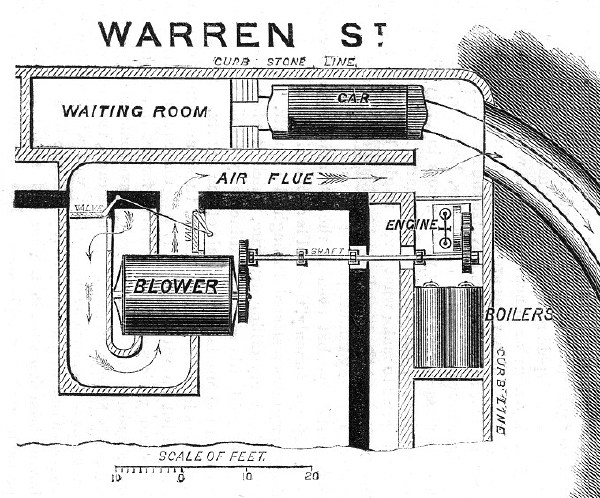 WARREN ST.
CURB STONE LINE.
WAITING ROOM
CAR
AIR FLUE
VALVE
VALVE
ENGINE
SHAFT
BLOWER
BOILERS
CURB LINE
SCALE OF FEET.
10 0 10 20